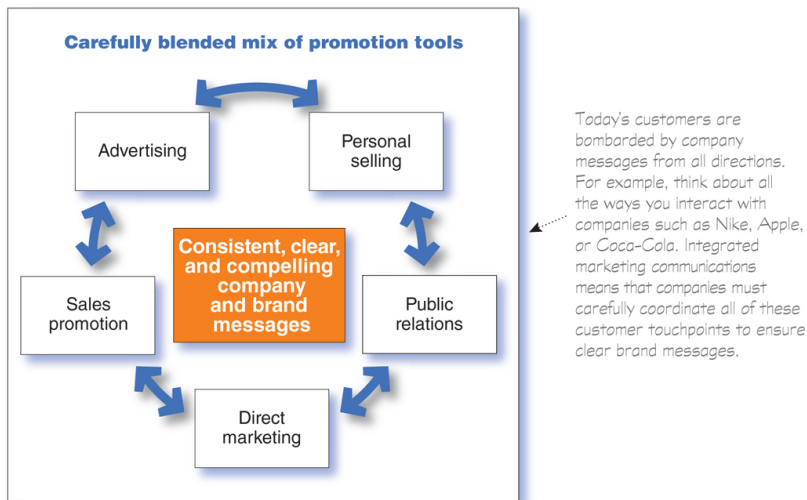 Carefully blended mix of promotion tools
Advertising
Personal
selling
Consistent, clear,
and compelling
company
and brand
messages
Sales
promotion
Public
relations
Direct
marketing
Today's customers are
bombarded by company
messages from all directions.
For example, think about all
the ways you interact with
companies such as Nike, Apple,
or Coca-Cola. Integrated
marketing communications
means that companies must
carefully coordinate all of these
customer touchpoints to ensure
clear brand messages.